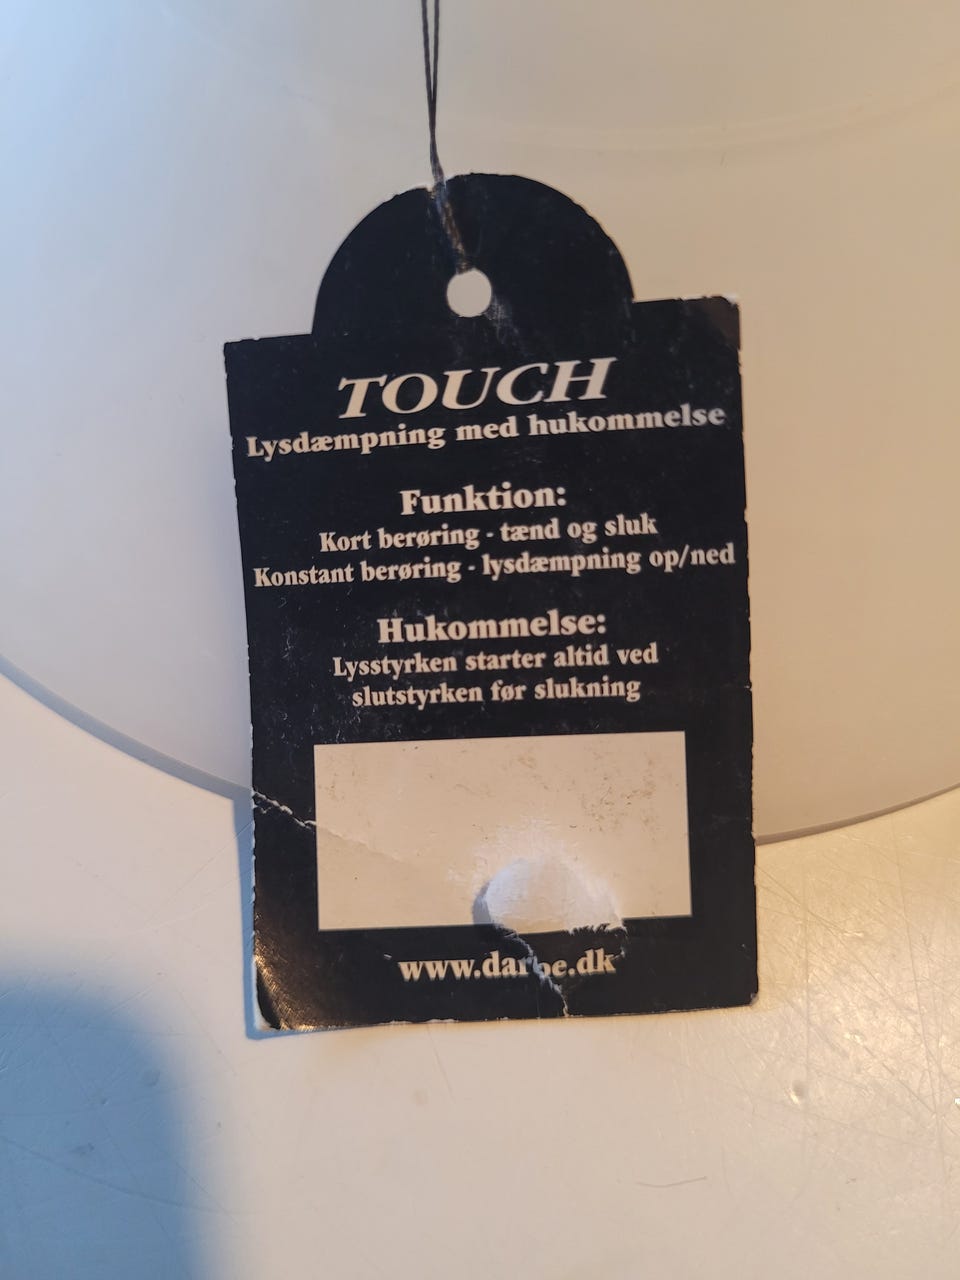 TOUCH
Lysdæmpning med hukommelse
Funktion:
Kort berøring - tænd og sluk
Konstant berøring - lysdæmpning op/ned
Hukommelse:
Lysstyrken starter altid ved
slutstyrken før slukning